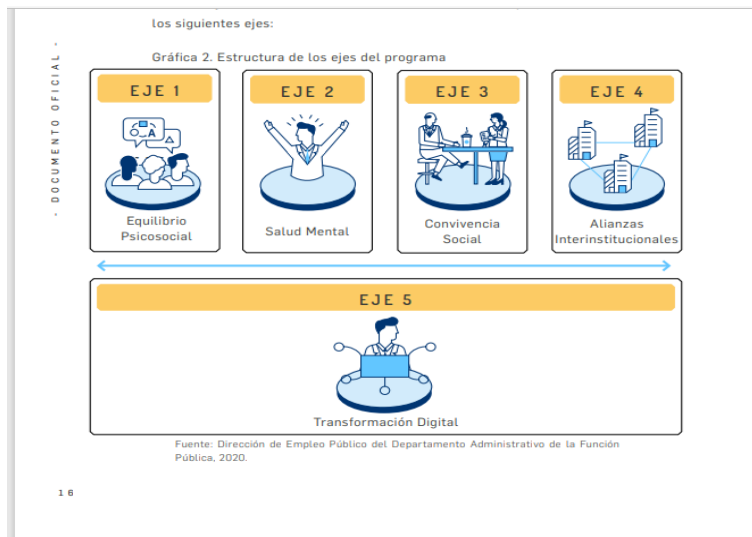 los siguientes ejes:
- DOCUMENTO OFICIAL -
Gráfica 2. Estructura de los ejes del programa
EJE 1
Equilibrio
Psicosocial
EJE 2
Salud Mental
EJE 3
Convivencia
Social
EJE 4
Alianzas
Interinstitucionales
EJE 5
Transformación Digital
Fuente: Dirección de Empleo Público del Departamento Administrativo de la Función
Pública, 2020.
16